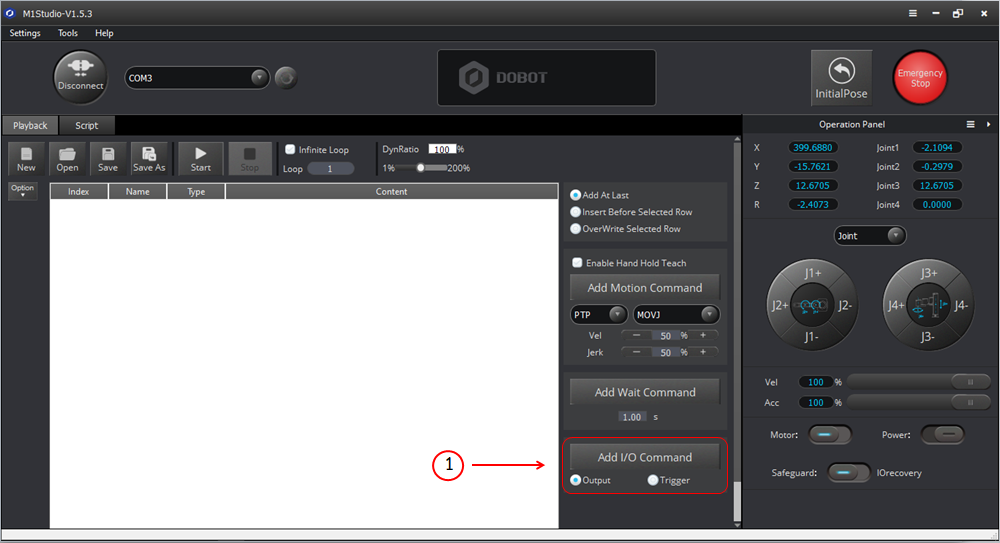 M1Studio-V1.5.3
Settings Tools Help
Disconnect
COM3
DOBOT
InitialPose
Emergency
Stop
Playback Script
New Open Save Save As Start Stop
Infinite Loop
Loop 1
DynRatio 100 %
1% 200%
Option
Index Name Type Content
Add At Last
Insert Before Selected Row
OverWrite Selected Row
Enable Hand Hold Teach
Add Motion Command
PTP MOVJ
Vel 50 %
Jerk 50 %
Add Wait Command
1.00 s
Add I/O Command
Output Trigger
1
Operation Panel
X 399.6880 Joint1 -2.1094
Y -15.7621 Joint2 -0.2979
Z 12.6705 Joint3 12.6705
R -2.4073 Joint4 0.0000
Joint
J1+
J2+ J2-
J1-
J3+
J4+ J4-
J3-
Vel 100 %
Acc 100 %
Motor: Power:
Safeguard: IOrecovery